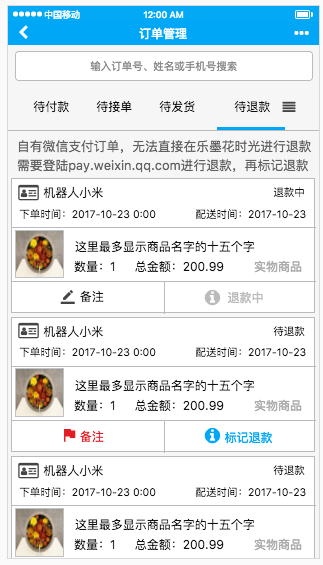 中国移动 12:00 AM
订单管理
输入订单号、姓名或手机号搜索
待付款 待接单 待发货 待退款
自有微信支付订单，无法直接在乐墨花时光进行退款
需要登陆pay.weixin.qq.com进行退款，再标记退款
机器人小米 退款中
下单时间：2017-10-23 0:00 配送时间：2017-10-23
这里最多显示商品名字的十五个字
数量：1 总金额：200.99 实物商品
备注 退款中
机器人小米 待退款
下单时间：2017-10-23 0:00 配送时间：2017-10-23
这里最多显示商品名字的十五个字
数量：1 总金额：200.99 实物商品
备注 标记退款
机器人小米 待退款
下单时间：2017-10-23 0:00 配送时间：2017-10-23
这里最多显示商品名字的十五个字
数量：1 总金额：200.99 实物商品